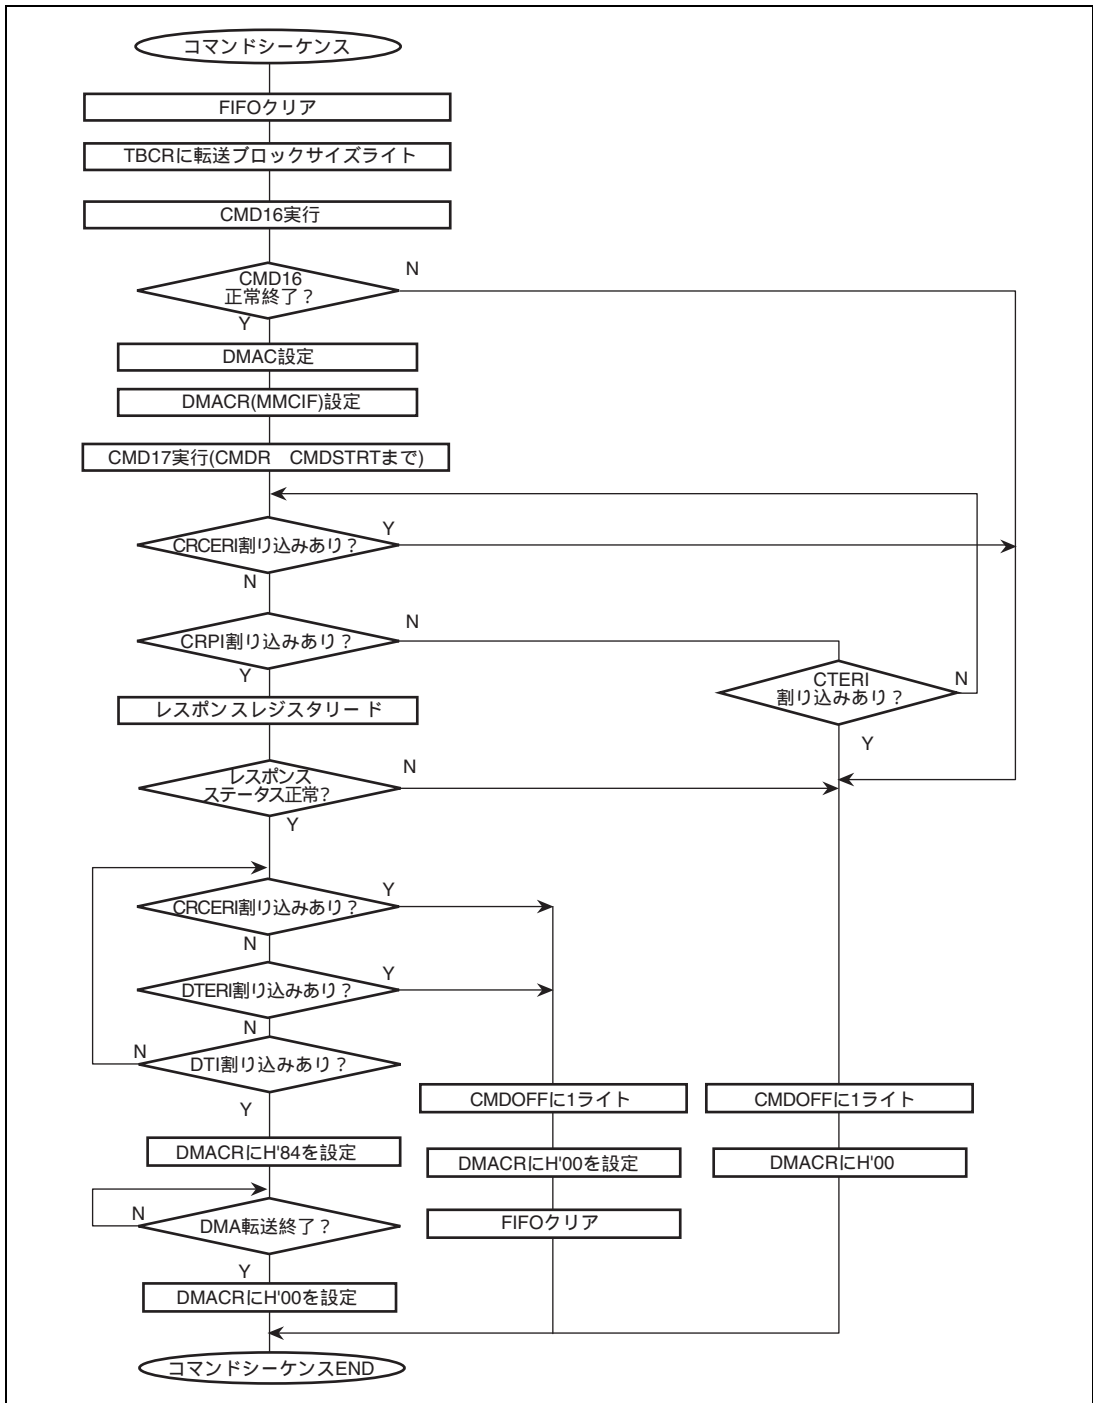 コマンドシーケンス
FIFOクリア
TBCRに転送ブロックサイズライト
CMD16実行
CMD16
正常終了？
N
Y
DMAC設定
DMACR(MMCIF)設定
CMD17実行(CMDR　CMDSTRTまで)
CRCERI割り込みあり？
Y
N
CRPI割り込みあり？
N
Y
CTERI
割り込みあり？
N
Y
レスポンスレジスタリード
レスポンス
ステータス正常?
N
Y
CRCERI割り込みあり？
Y
N
DTERI割り込みあり？
Y
N
DTI割り込みあり？
N
Y
CMDOFFに1ライト
CMDOFFに1ライト
DMACRにH'84を設定
DMACRにH'00を設定
DMACRにH'00
DMA転送終了？
N
Y
FIFOクリア
DMACRにH'00を設定
コマンドシーケンスEND